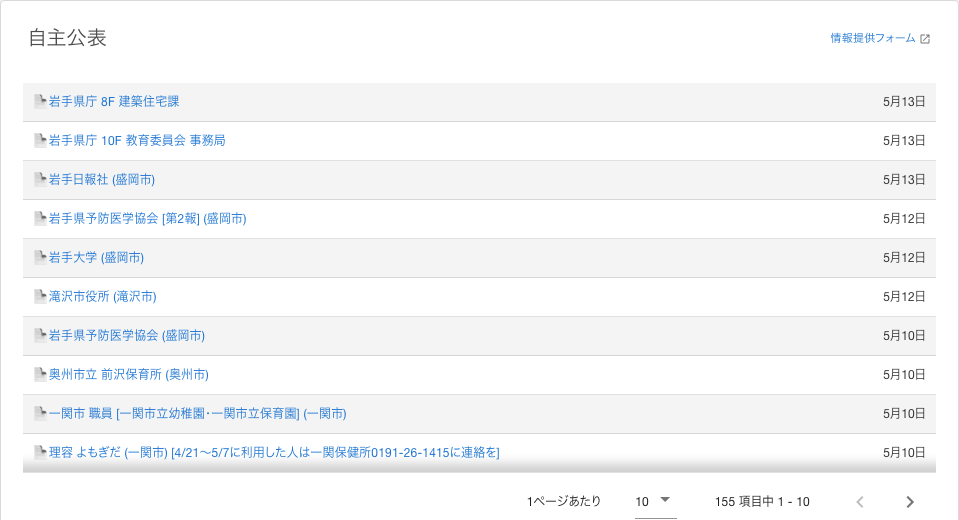 自主公表
情報提供フォーム
岩手県庁 8F 建築住宅課 5月13日
岩手県庁 10F 教育委員会 事務局 5月13日
岩手日報社 (盛岡市) 5月13日
岩手県予防医学協会 [第2報] (盛岡市) 5月12日
岩手大学 (盛岡市) 5月12日
滝沢市役所 (滝沢市) 5月12日
岩手県予防医学協会 (盛岡市) 5月10日
奥州市立 前沢保育所 (奥州市) 5月10日
一関市 職員 [一関市立幼稚園･一関市立保育園] (一関市) 5月10日
理容 よもぎだ (一関市) [4/21〜5/7に利用した人は一関保健所0191-26-1415に連絡を] 5月10日
1ページあたり 10 155 項目中 1 - 10